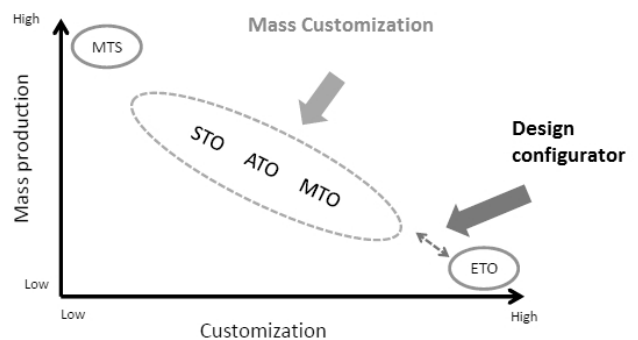 High
Mass Customization
MTS
Mass production
STO
ATO
MTO
Design
configurator
ETO
Low
Low
High
Customization